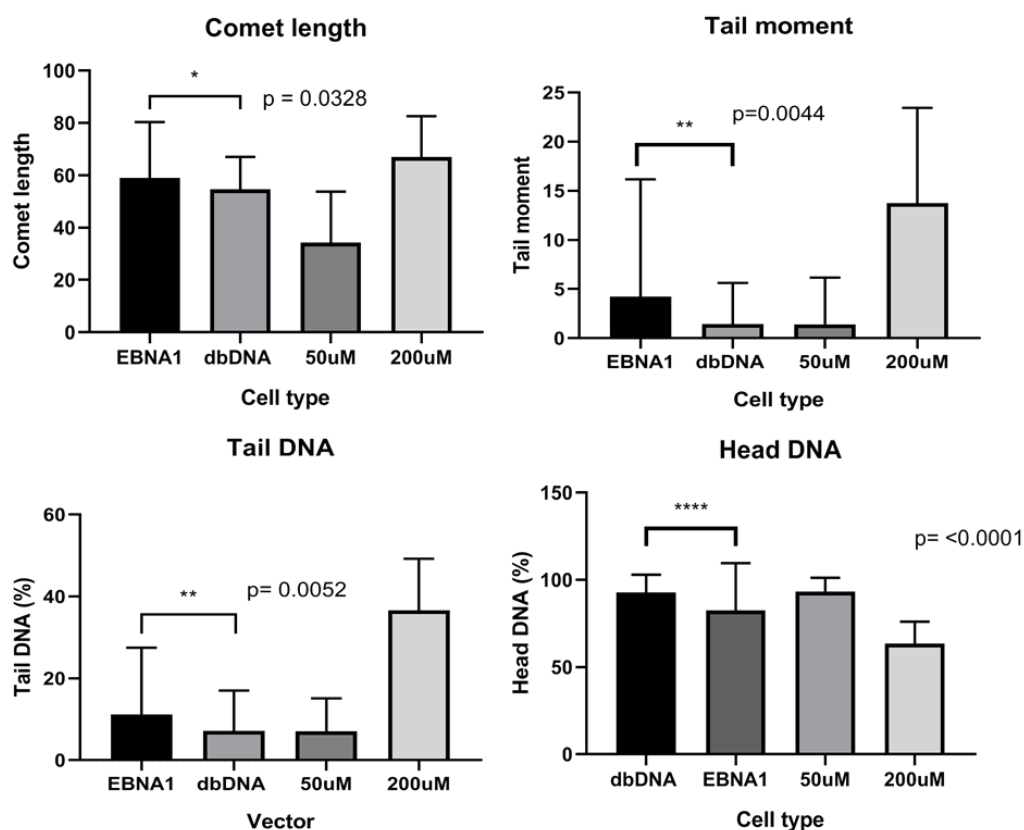 Comet length
Comet length
100
80
60
40
20
0
*
p = 0.0328
EBNA1 dbDNA 50uM 200uM
Cell type
Tail moment
Tail moment
25
20
15
10
5
0
**
p=0.0044
EBNA1 dbDNA 50uM 200uM
Cell type
Tail DNA
Tail DNA (%)
60
40
20
0
**
p= 0.0052
EBNA1 dbDNA 50uM 200uM
Vector
Head DNA
Head DNA (%)
150
100
50
0
****
p= <0.0001
dbDNA EBNA1 50uM 200uM
Cell type